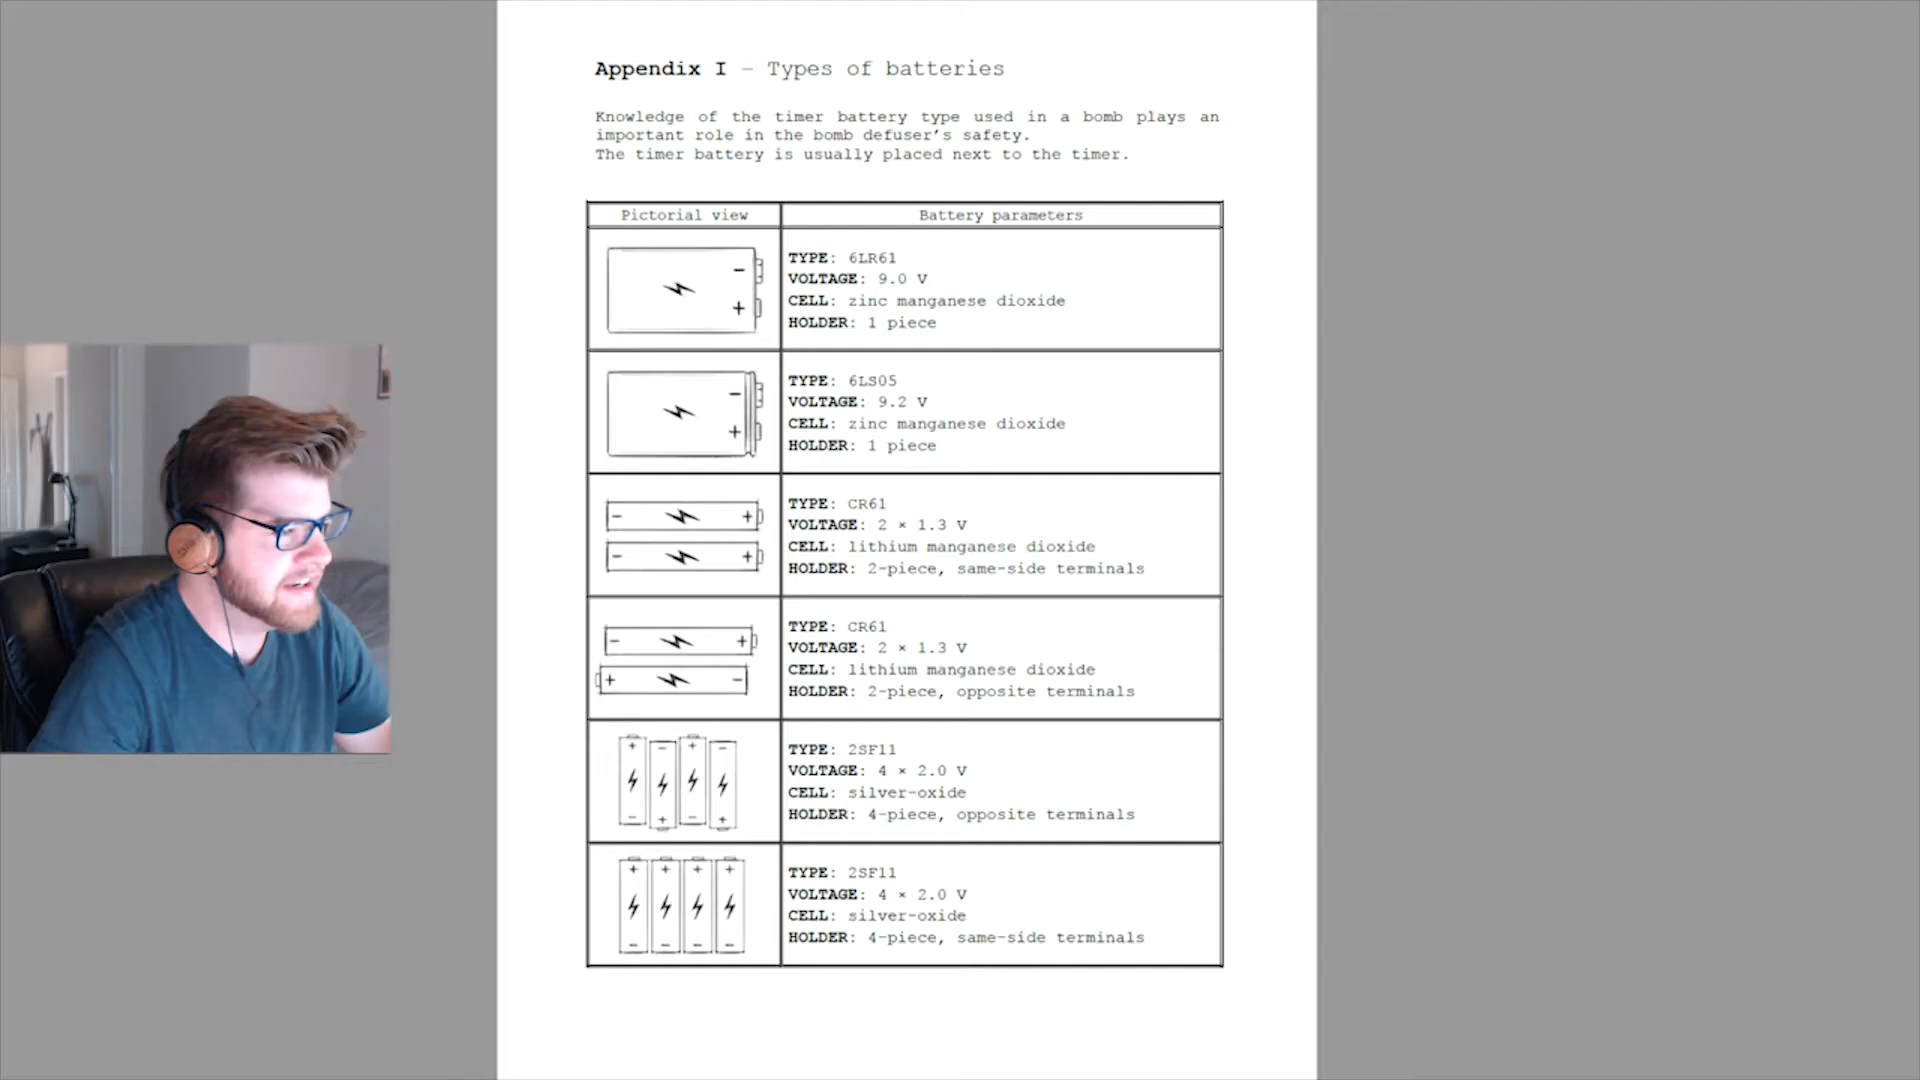 Appendix I – Types of batteries
Knowledge of the timer battery type used in a bomb plays an
important role in the bomb defuser's safety.
The timer battery is usually placed next to the timer.
Pictorial view
Battery parameters
- +
TYPE: 6LR61
VOLTAGE: 9.0 V
CELL: zinc manganese dioxide
HOLDER: 1 piece
- +
TYPE: 6LS05
VOLTAGE: 9.2 V
CELL: zinc manganese dioxide
HOLDER: 1 piece
- +
- +
TYPE: CR61
VOLTAGE: 2 × 1.3 V
CELL: lithium manganese dioxide
HOLDER: 2-piece, same-side terminals
- +
+ -
TYPE: CR61
VOLTAGE: 2 × 1.3 V
CELL: lithium manganese dioxide
HOLDER: 2-piece, opposite terminals
+ - + -
- + - +
TYPE: 2SF11
VOLTAGE: 4 × 2.0 V
CELL: silver-oxide
HOLDER: 4-piece, opposite terminals
+ + + +
- - - -
TYPE: 2SF11
VOLTAGE: 4 × 2.0 V
CELL: silver-oxide
HOLDER: 4-piece, same-side terminals